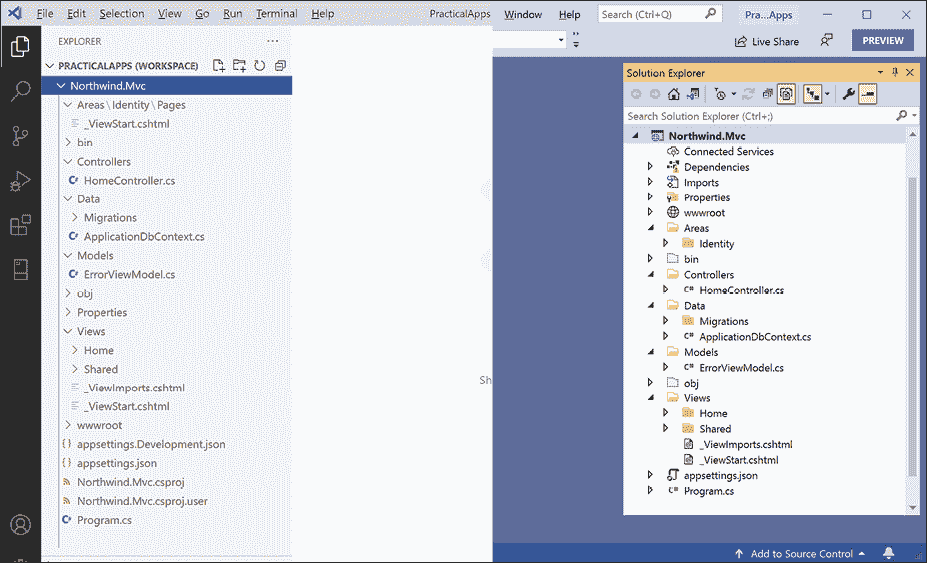 File Edit Selection View Go Run Terminal Help PracticalApps
EXPLORER
PRACTICALAPPS (WORKSPACE)
Northwind.Mvc
Areas\Identity\Pages
_ViewStart.cshtml
bin
Controllers
HomeController.cs
Data
Migrations
ApplicationDbContext.cs
Models
ErrorViewModel.cs
obj
Properties
Views
Home
Shared
_ViewImports.cshtml
_ViewStart.cshtml
wwwroot
appsettings.Development.json
appsettings.json
Northwind.Mvc.csproj
Northwind.Mvc.csproj.user
Program.cs
Sh
Window Help Search (Ctrl+Q) Pra...Apps
Live Share PREVIEW
Solution Explorer
Search Solution Explorer (Ctrl+;)
Northwind.Mvc
Connected Services
Dependencies
Imports
Properties
wwwroot
Areas
Identity
bin
Controllers
C# HomeController.cs
Data
Migrations
C# ApplicationDbContext.cs
Models
C# ErrorViewModel.cs
obj
Views
Home
Shared
_ViewImports.cshtml
_ViewStart.cshtml
appsettings.json
C# Program.cs
Add to Source Control